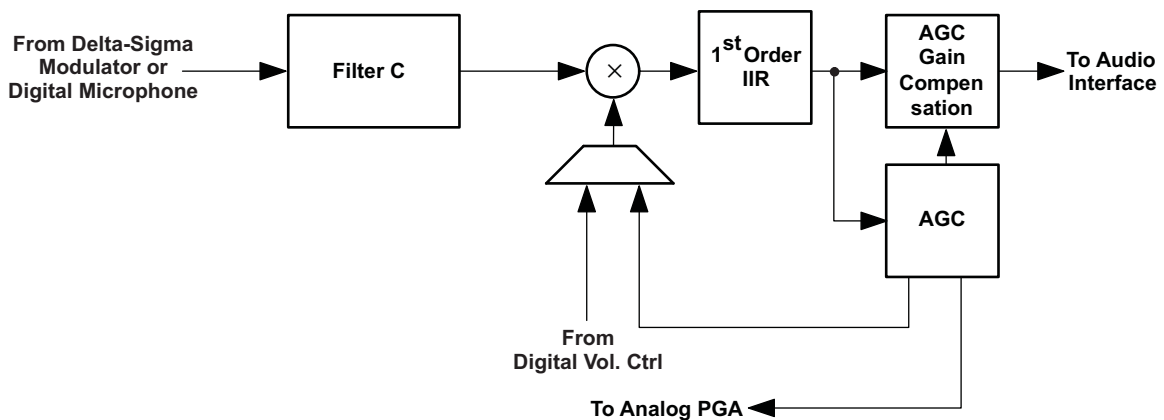 From Delta-Sigma
Modulator or
Digital Microphone
Filter C
×
1st Order
IIR
AGC
Gain
Compen
sation
To Audio
Interface
AGC
From
Digital Vol. Ctrl
To Analog PGA